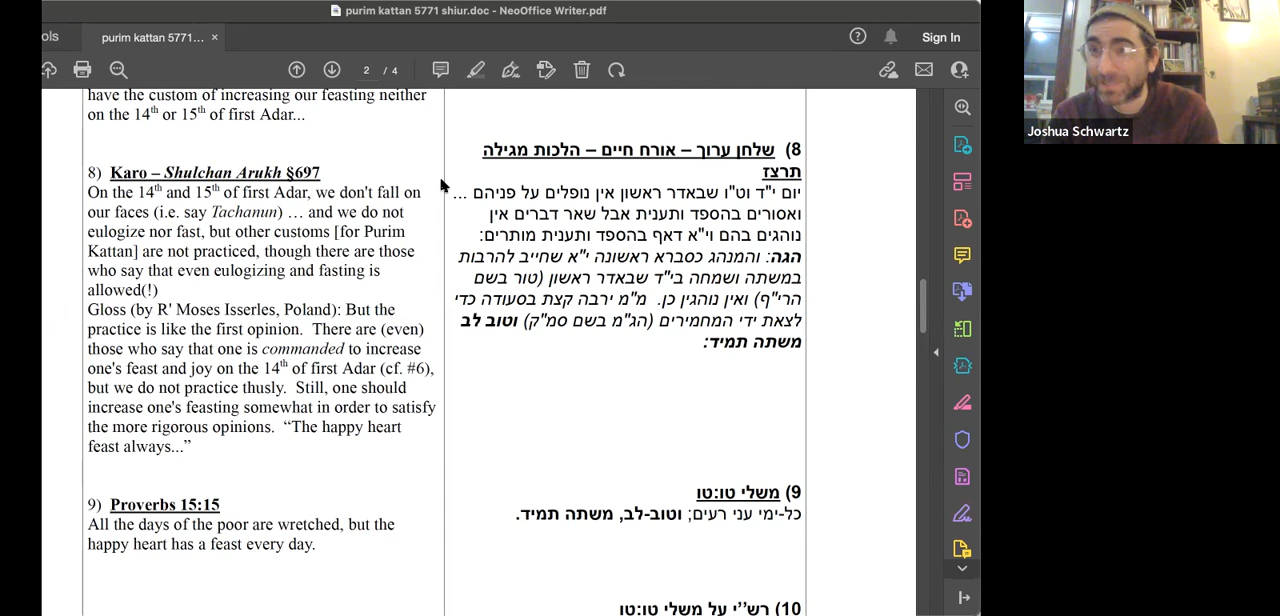 purim kattan 5771 shiur.doc - NeoOffice Writer.pdf
ols
purim kattan 5771...
Sign In
2 / 4
have the custom of increasing our feasting neither
on the 14th or 15th of first Adar...
8) Karo – Shulchan Arukh §697
On the 14th and 15th of first Adar, we don't fall on
our faces (i.e. say Tachanun) … and we do not
eulogize nor fast, but other customs [for Purim
Kattan] are not practiced, though there are those
who say that even eulogizing and fasting is
allowed(!)
Gloss (by R' Moses Isserles, Poland): But the
practice is like the first opinion.  There are (even)
those who say that one is commanded to increase
one's feast and joy on the 14th of first Adar (cf. #6),
but we do not practice thusly.  Still, one should
increase one's feasting somewhat in order to satisfy
the more rigorous opinions.  “The happy heart
feast always...”
9) Proverbs 15:15
All the days of the poor are wretched, but the
happy heart has a feast every day.
8) שלחן ערוך – אורח חיים – הלכות מגילה
תרצז
יום י"ד וט"ו שבאדר ראשון אין נופלים על פניהם ...
ואסורים בהספד ותענית אבל שאר דברים אין
נוהגים בהם וי"א דאף בהספד ותענית מותרים:
הגה: והמנהג כסברא ראשונה י"א שחייב להרבות
במשתה ושמחה בי"ד שבאדר ראשון (טור בשם
הרי"ף) ואין נוהגין כן.  מ"מ ירבה קצת בסעודה כדי
לצאת ידי המחמירים (הג"מ בשם סמ"ק) וטוב לב
משתה תמיד:
9) משלי טו:טו
כל-ימי עני רעים; וטוב-לב, משתה תמיד.
10) רש''י על משלי טו:טו
Joshua Schwartz